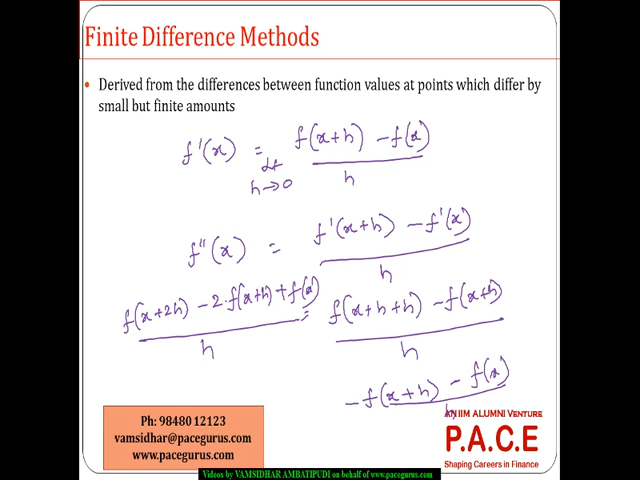 Finite Difference Methods
• Derived from the differences between function values at points which differ by
small but finite amounts
f'(x) = lt h→0 f(x+h) - f(x) / h
f''(x) = f'(x+h) - f'(x) / h
f(x+2h) - 2·f(x+h) + f(x) / h = f(x+h+h) - f(x+h) / h
- f(x+h) - f(x) / h
Ph: 98480 12123
vamsidhar@pacegurus.com
www.pacegurus.com
AN IIM ALUMNI VENTURE
P.A.C.E
Shaping Careers in Finance
Videos by VAMSIDHAR AMBATIPUDI on behalf of www.pacegurus.com